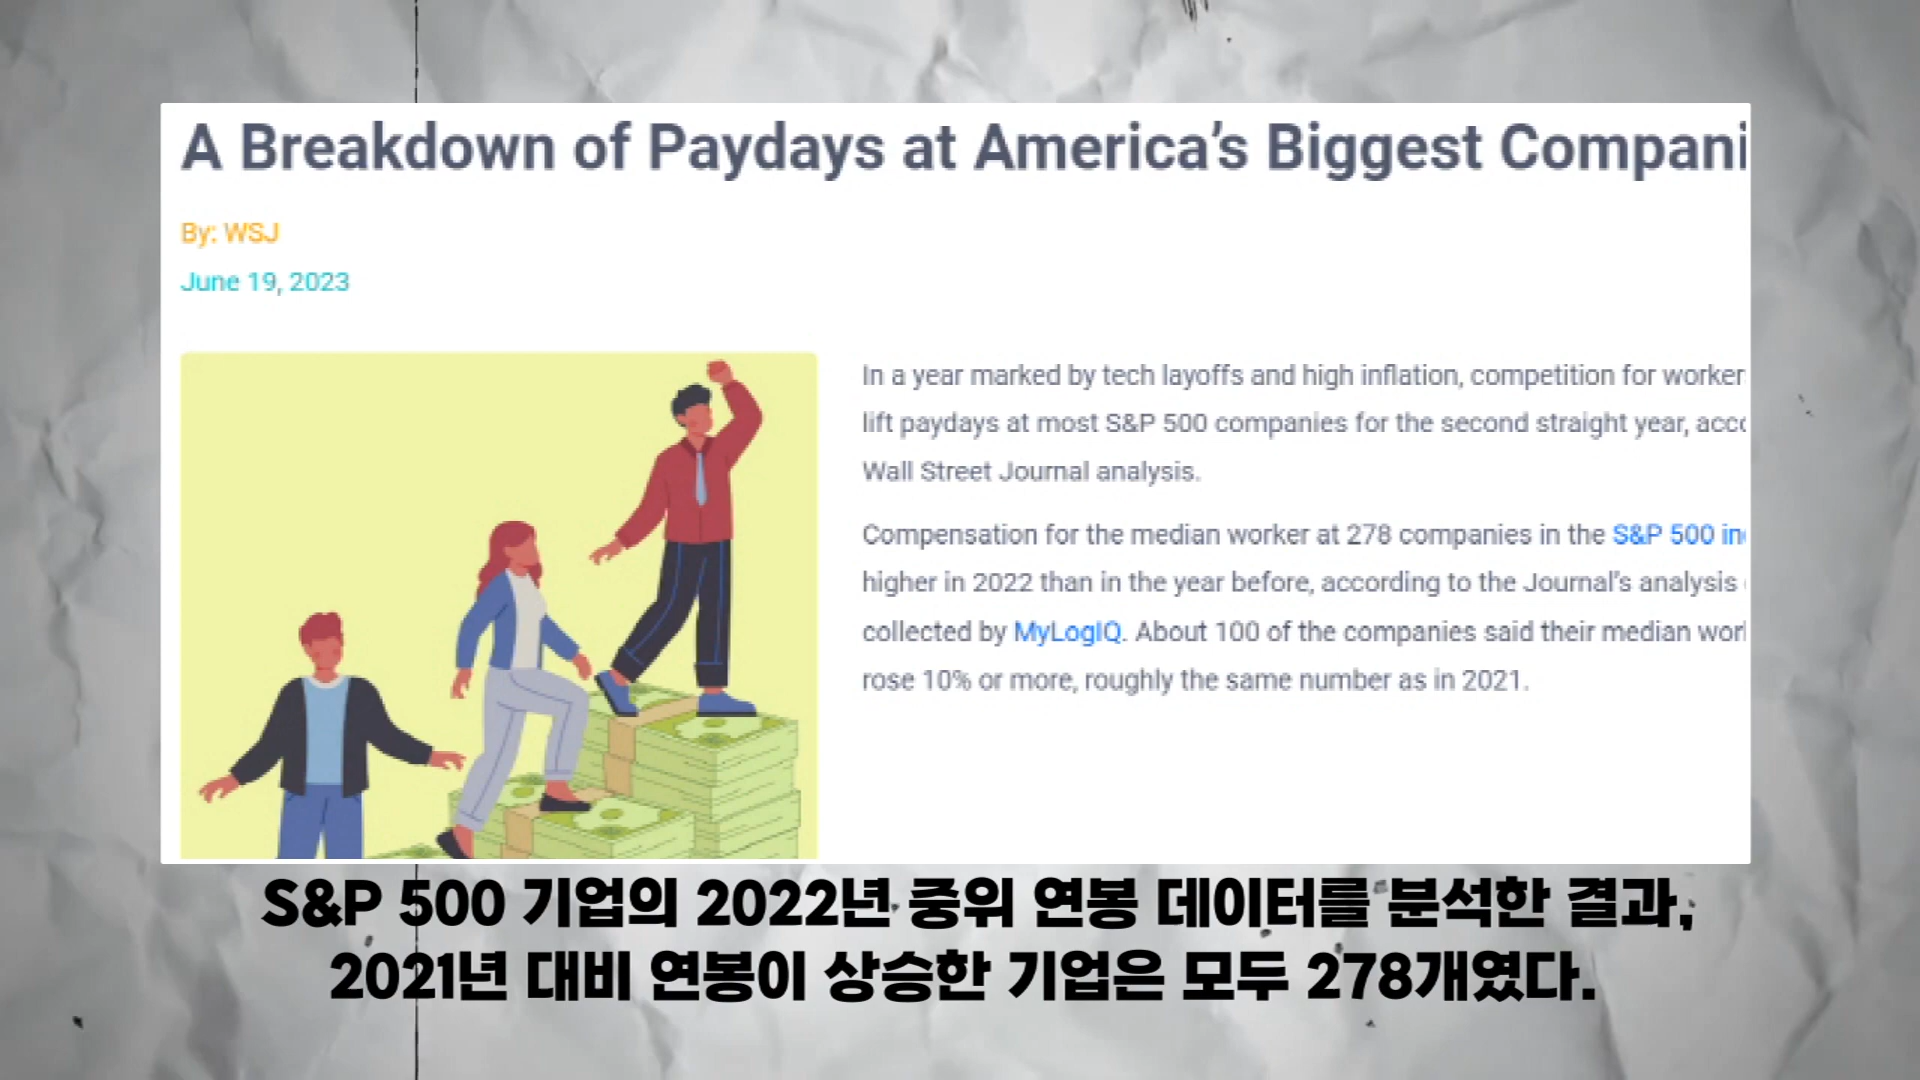 A Breakdown of Paydays at America's Biggest Compani
By: WSJ
June 19, 2023
In a year marked by tech layoffs and high inflation, competition for worker
lift paydays at most S&P 500 companies for the second straight year, acco
Wall Street Journal analysis.
Compensation for the median worker at 278 companies in the S&P 500 in
higher in 2022 than in the year before, according to the Journal's analysis
collected by MyLogIQ. About 100 of the companies said their median wor
rose 10% or more, roughly the same number as in 2021.
S&P 500 기업의 2022년 중위 연봉 데이터를 분석한 결과,
2021년 대비 연봉이 상승한 기업은 모두 278개였다.